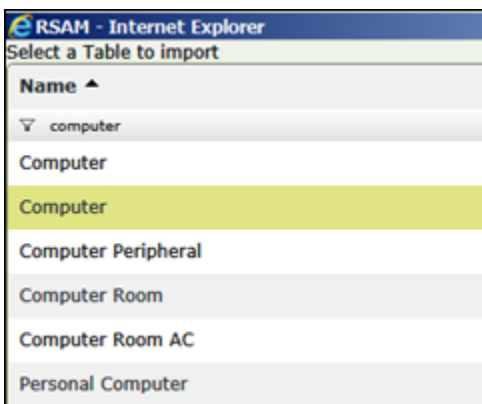 RSAM - Internet Explorer
Select a Table to import
Name
computer
Computer
Computer
Computer Peripheral
Computer Room
Computer Room AC
Personal Computer